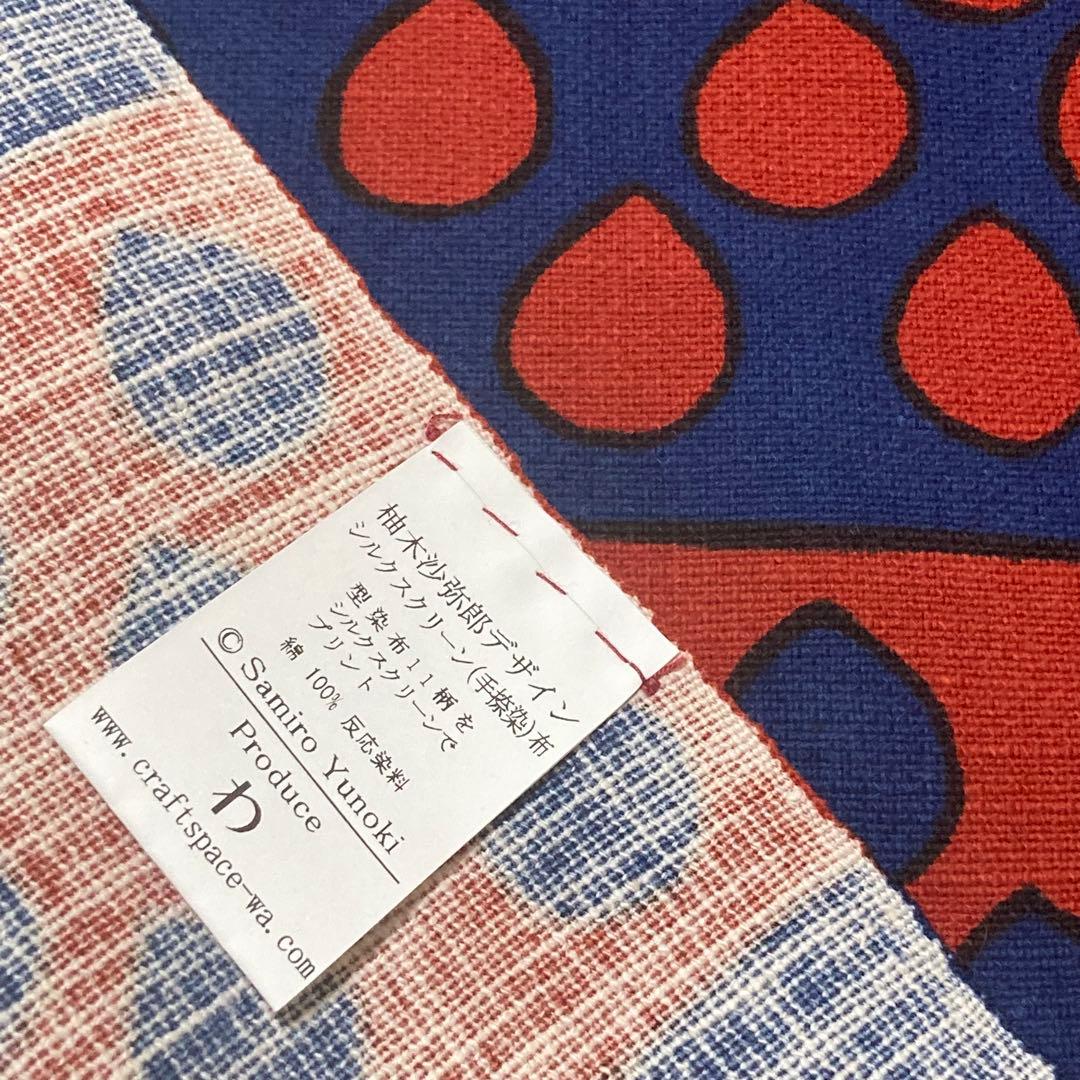 柚木沙弥郎デザイン
シルクスクリーン(手捺染)布
型染布11柄を
シルクスクリーンで
プリント
綿 100% 反応染料
© Samiro Yunoki
Produce
わ
www.craftspace-wa.com